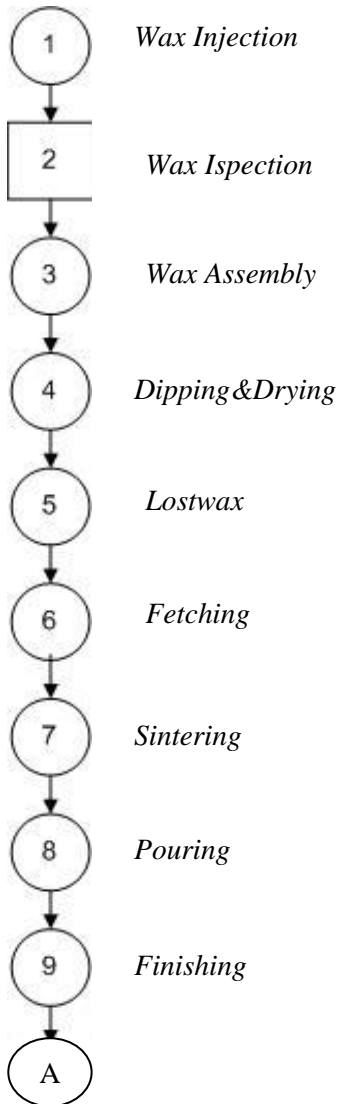 1 Wax Injection
2 Wax Ispection
3 Wax Assembly
4 Dipping&Drying
5 Lostwax
6 Fetching
7 Sintering
8 Pouring
9 Finishing
A